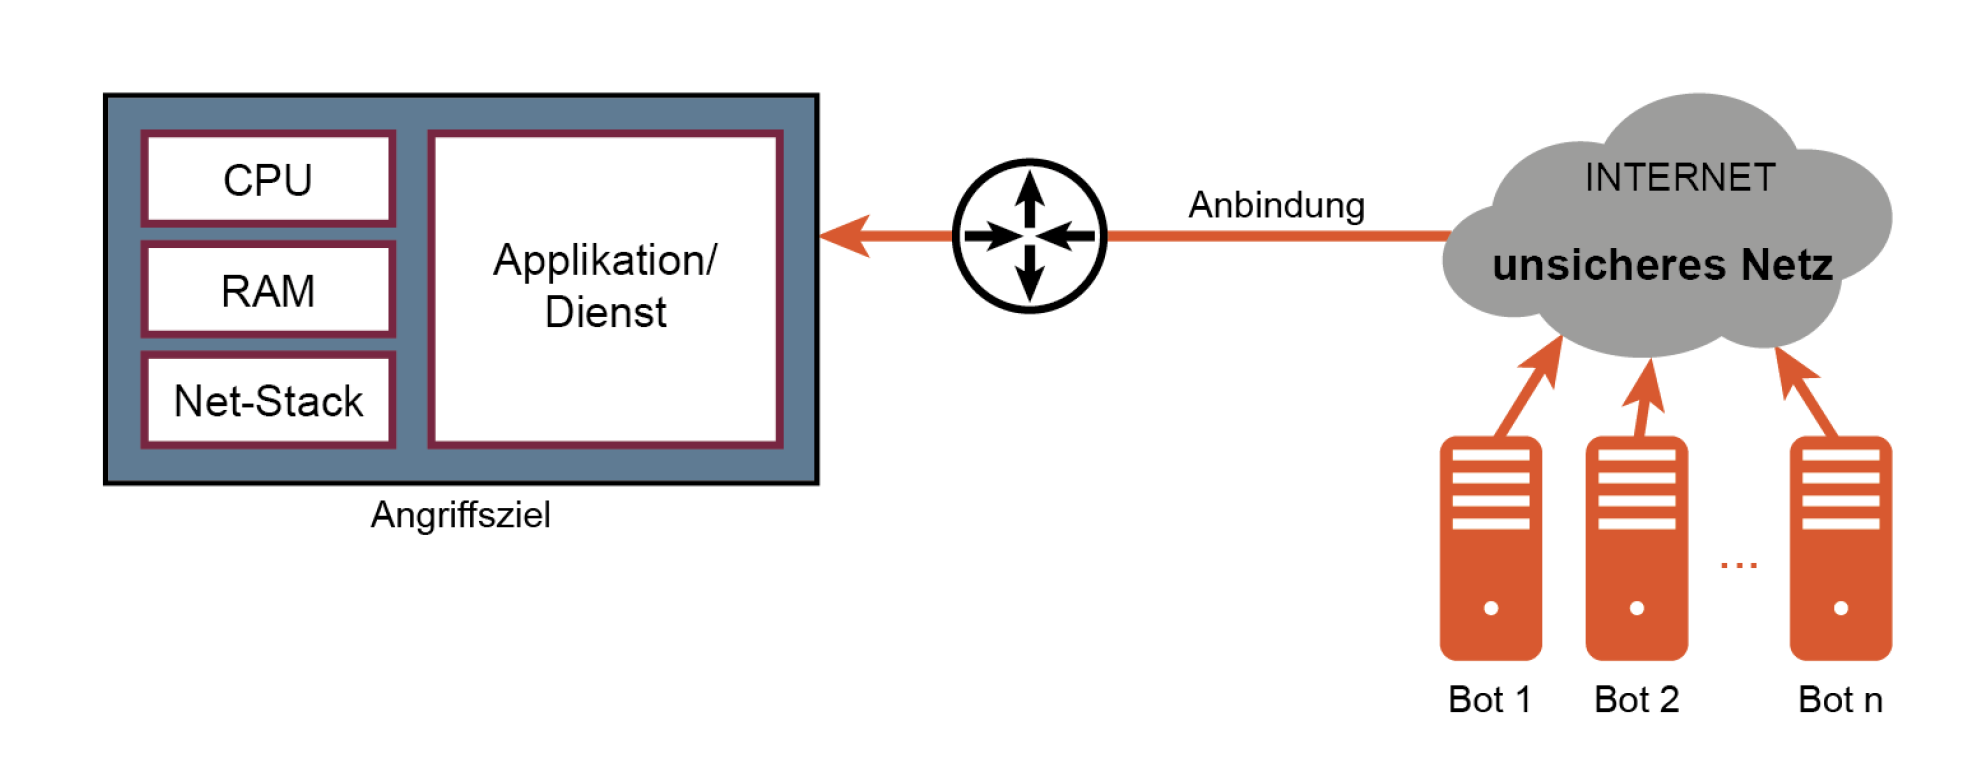 CPU
RAM
Net-Stack
Applikation/
Dienst
Angriffsziel
Anbindung
INTERNET
unsicheres Netz
...
Bot 1
Bot 2
Bot n